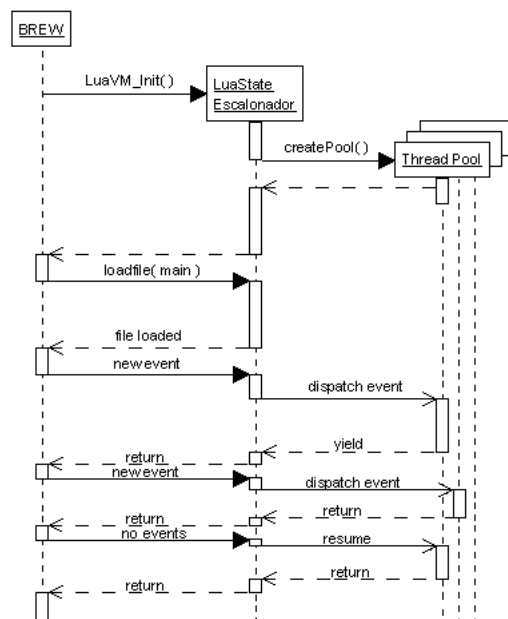 BREW
LuaVM_Init( )
LuaState
Escalonador
createPool( )
Thread Pool
loadfile( main )
file loaded
newevent
dispatch event
yield
return
newevent
dispatch event
return
return
no events
resume
return
return